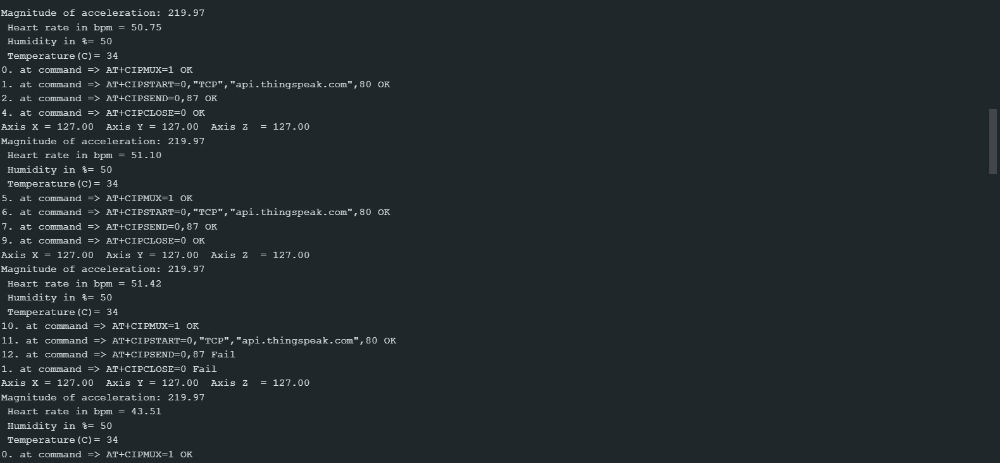 Magnitude of acceleration: 219.97
Heart rate in bpm = 50.75
Humidity in %= 50
Temperature(C)= 34
0. at command => AT+CIPMUX=1 OK
1. at command => AT+CIPSTART=0,"TCP","api.thingspeak.com",80 OK
2. at command => AT+CIPSEND=0,87 OK
4. at command => AT+CIPCLOSE=0 OK
Axis X = 127.00  Axis Y = 127.00  Axis Z  = 127.00
Magnitude of acceleration: 219.97
Heart rate in bpm = 51.10
Humidity in %= 50
Temperature(C)= 34
5. at command => AT+CIPMUX=1 OK
6. at command => AT+CIPSTART=0,"TCP","api.thingspeak.com",80 OK
7. at command => AT+CIPSEND=0,87 OK
9. at command => AT+CIPCLOSE=0 OK
Axis X = 127.00  Axis Y = 127.00  Axis Z  = 127.00
Magnitude of acceleration: 219.97
Heart rate in bpm = 51.42
Humidity in %= 50
Temperature(C)= 34
10. at command => AT+CIPMUX=1 OK
11. at command => AT+CIPSTART=0,"TCP","api.thingspeak.com",80 OK
12. at command => AT+CIPSEND=0,87 Fail
1. at command => AT+CIPCLOSE=0 Fail
Axis X = 127.00  Axis Y = 127.00  Axis Z  = 127.00
Magnitude of acceleration: 219.97
Heart rate in bpm = 43.51
Humidity in %= 50
Temperature(C)= 34
0. at command => AT+CIPMUX=1 OK